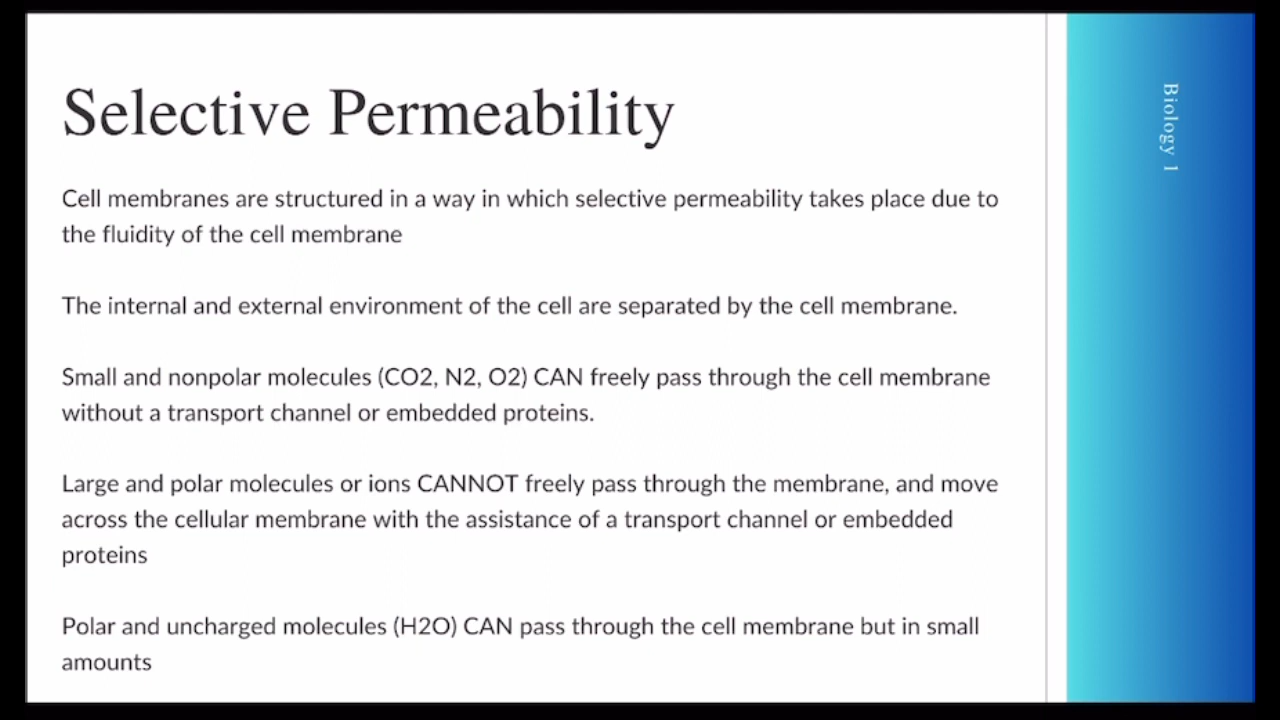 Selective Permeability
Cell membranes are structured in a way in which selective permeability takes place due to
the fluidity of the cell membrane
The internal and external environment of the cell are separated by the cell membrane.
Small and nonpolar molecules (CO2, N2, O2) CAN freely pass through the cell membrane
without a transport channel or embedded proteins.
Large and polar molecules or ions CANNOT freely pass through the membrane, and move
across the cellular membrane with the assistance of a transport channel or embedded
proteins
Polar and uncharged molecules (H2O) CAN pass through the cell membrane but in small
amounts
Biology 1